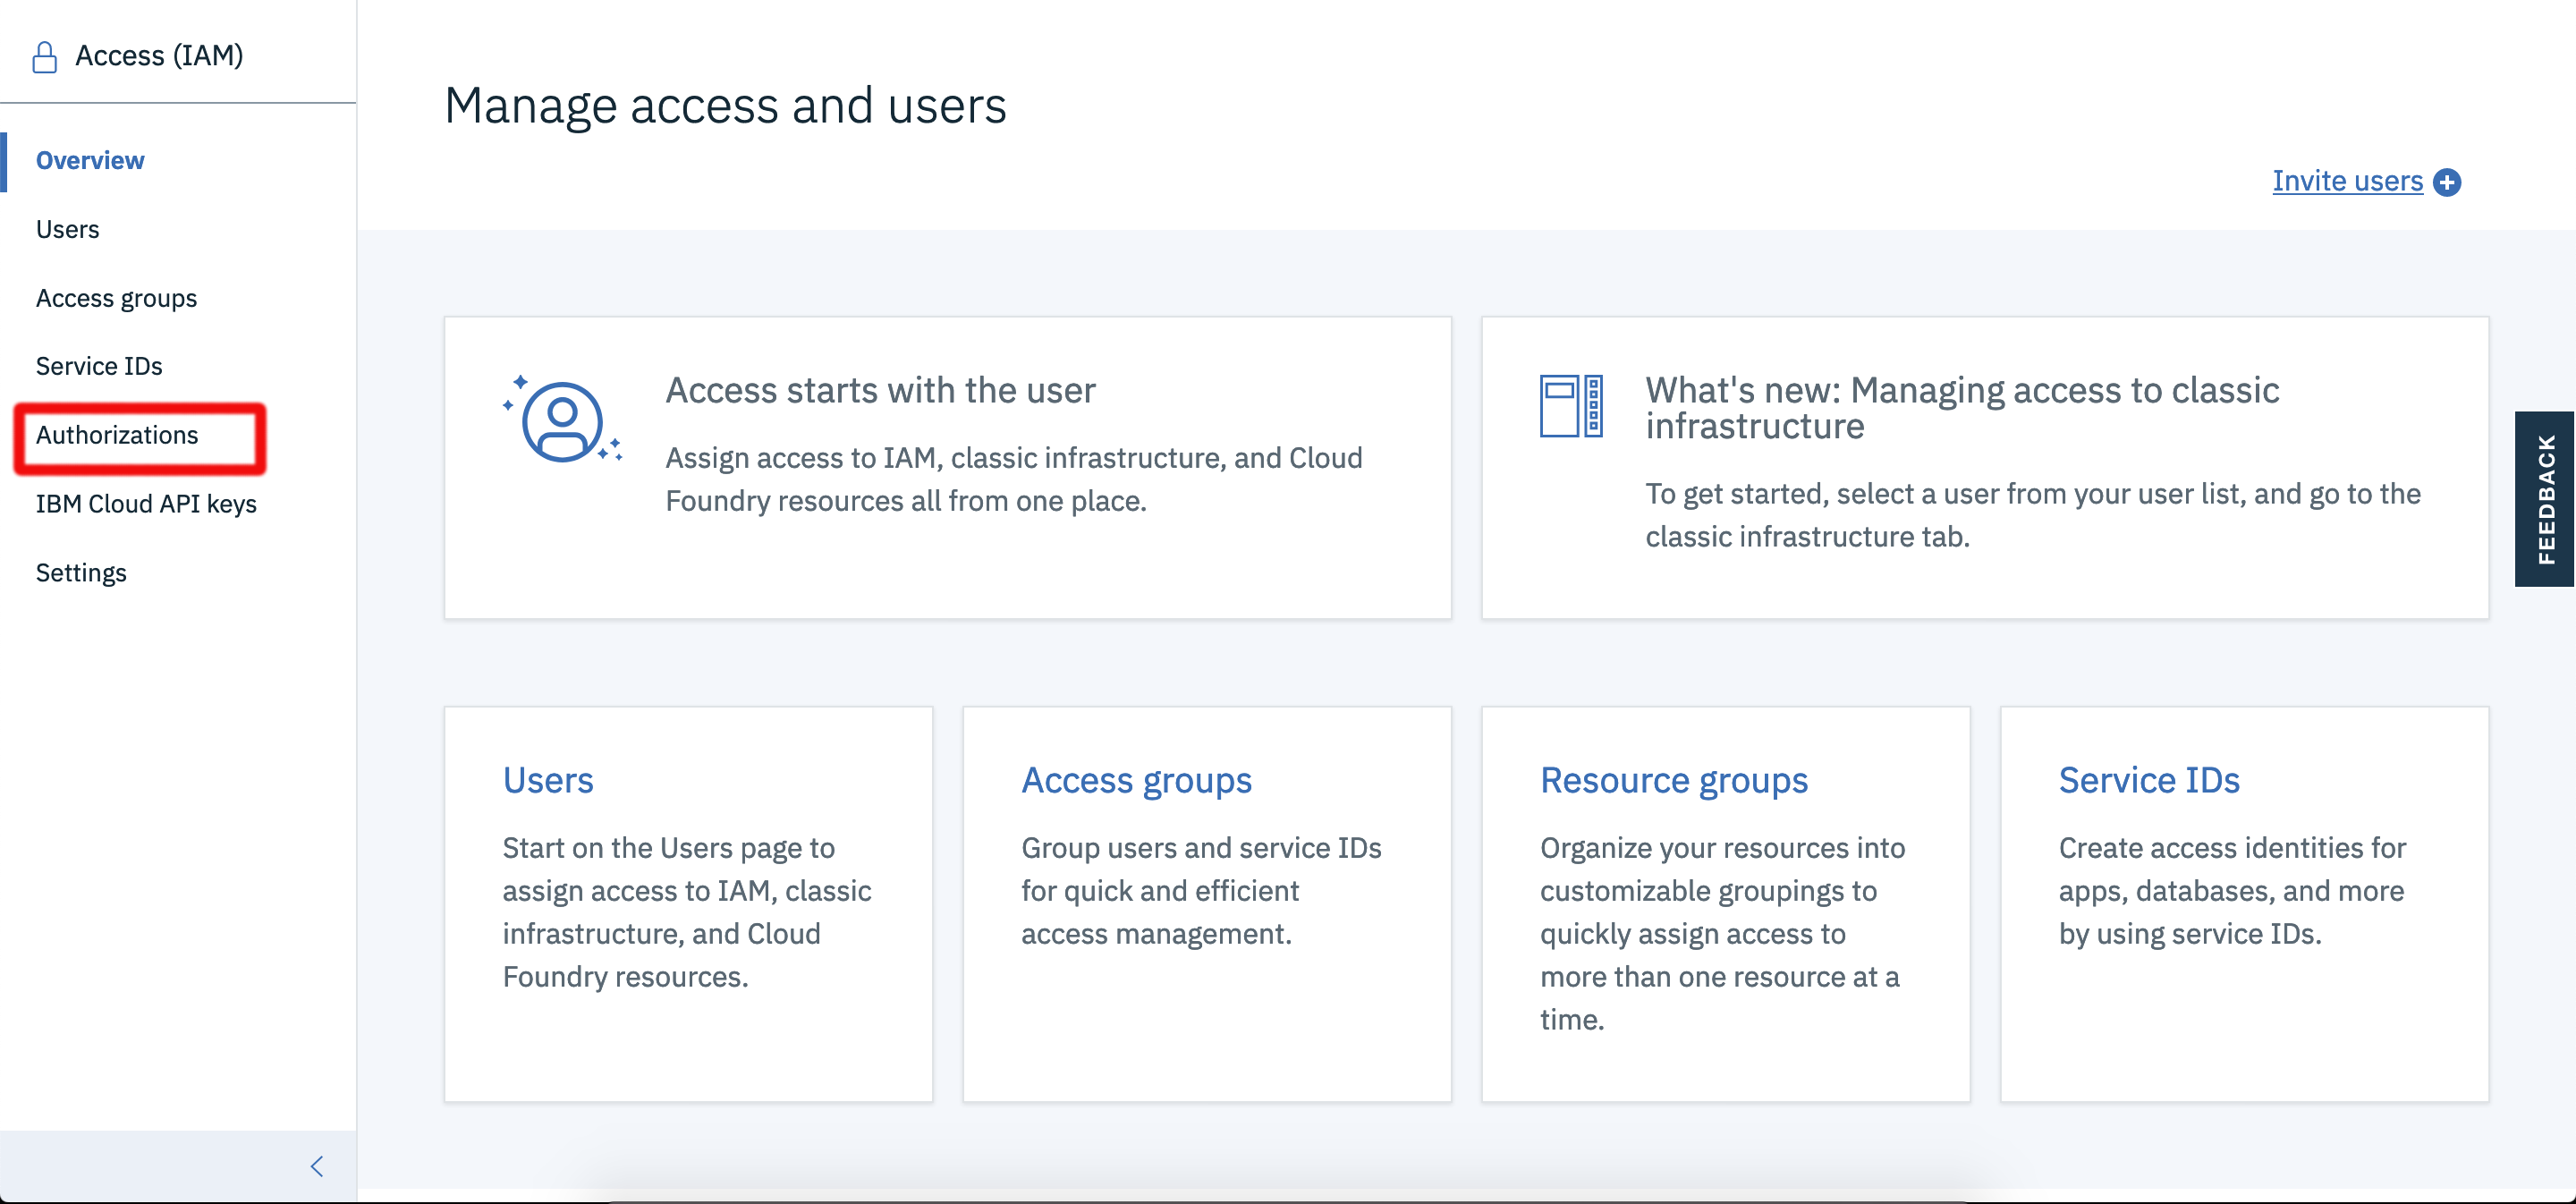 Access (IAM)
Overview
Users
Access groups
Service IDs
Authorizations
IBM Cloud API keys
Settings
Manage access and users
Invite users
Access starts with the user
Assign access to IAM, classic infrastructure, and Cloud
Foundry resources all from one place.
What's new: Managing access to classic
infrastructure
To get started, select a user from your user list, and go to the
classic infrastructure tab.
FEEDBACK
Users
Start on the Users page to
assign access to IAM, classic
infrastructure, and Cloud
Foundry resources.
Access groups
Group users and service IDs
for quick and efficient
access management.
Resource groups
Organize your resources into
customizable groupings to
quickly assign access to
more than one resource at a
time.
Service IDs
Create access identities for
apps, databases, and more
by using service IDs.